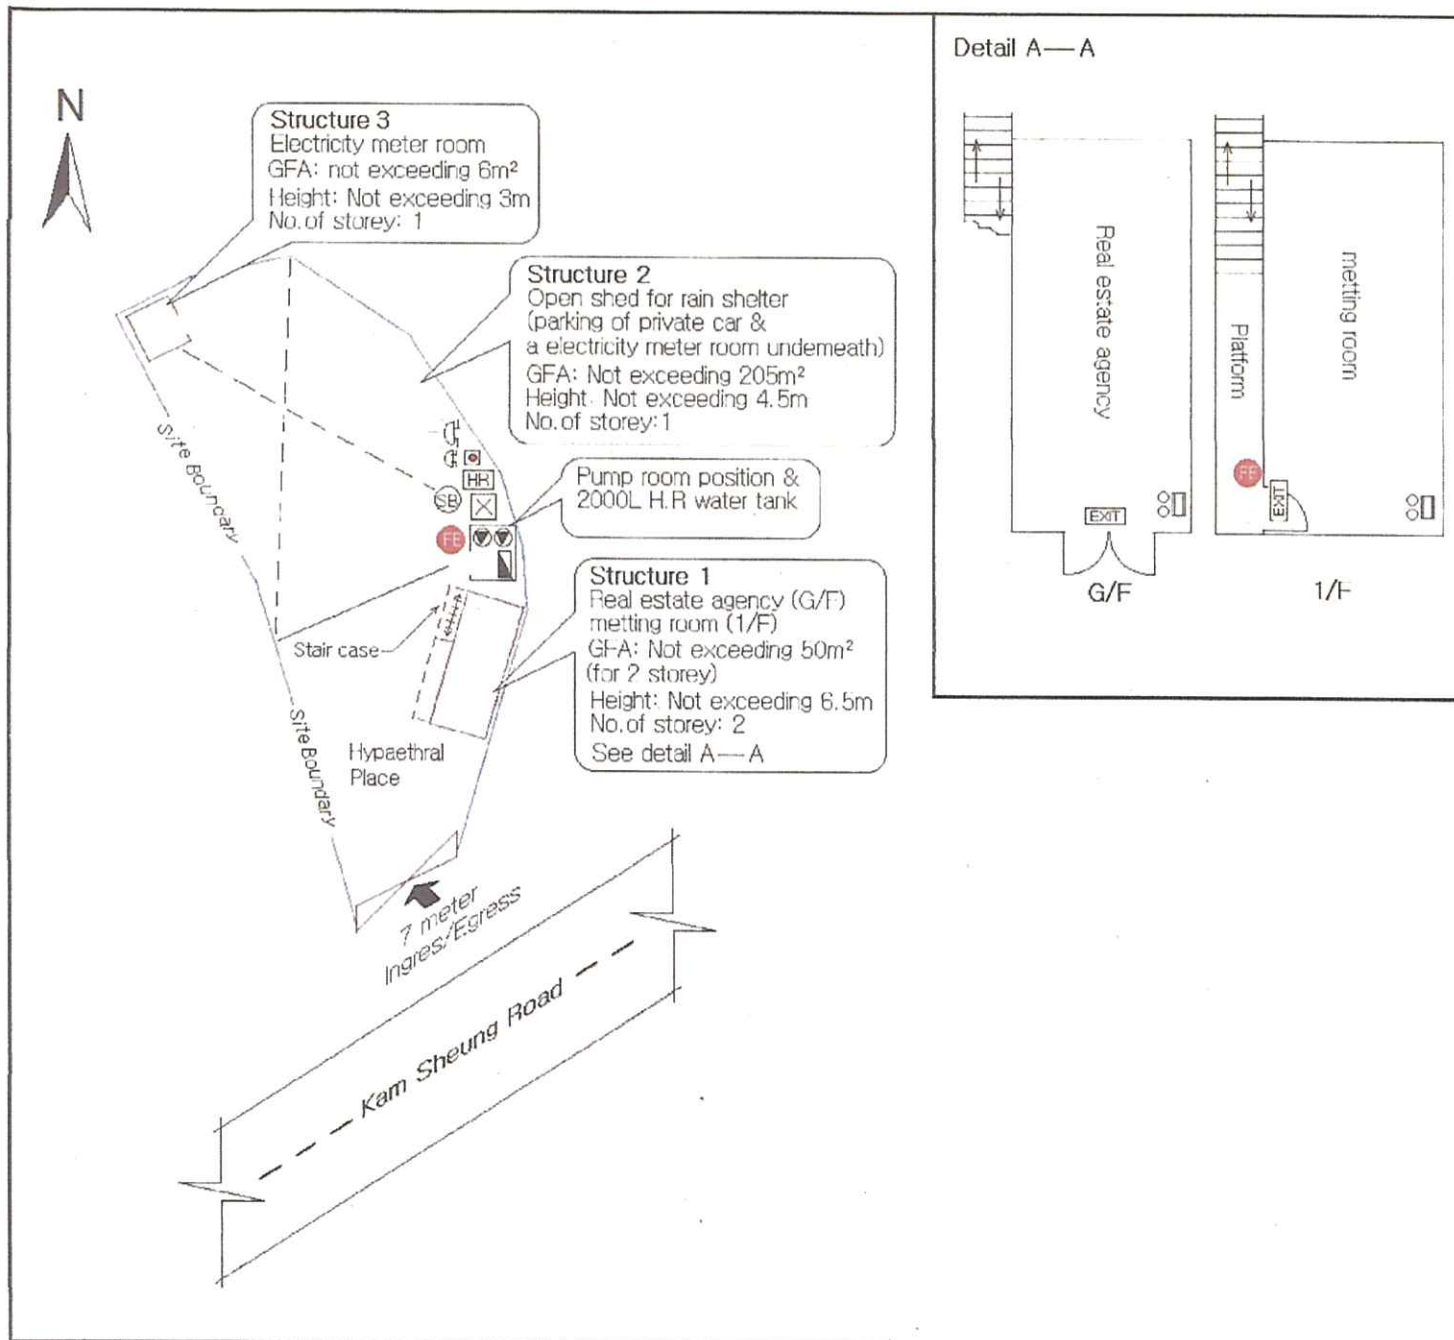 N
Structure 3
Electricity meter room
GFA: not exceeding 6m²
Height: Not exceeding 3m
No.of storey: 1
Structure 2
Open shed for rain shelter
(parking of private car &
a electricity meter room undemeath)
GFA: Not exceeding 205m²
Height: Not exceeding 4.5m
No.of storey:1
Site Boundary
HR
SB
FE
Pump room position &
2000L H.R water tank
Structure 1
Real estate agency (G/F)
metting room (1/F)
GFA: Not exceeding 50m²
(for 2 storey)
Height: Not exceeding 6.5m
No.of storey: 2
See detail A—A
Stair case
Site Boundary
Hypaethral
Place
7 meter
Ingres/Egress
Kam Sheung Road
Detail A—A
Real estate agency
EXIT
G/F
Platform
FE
EXIT
metting room
1/F